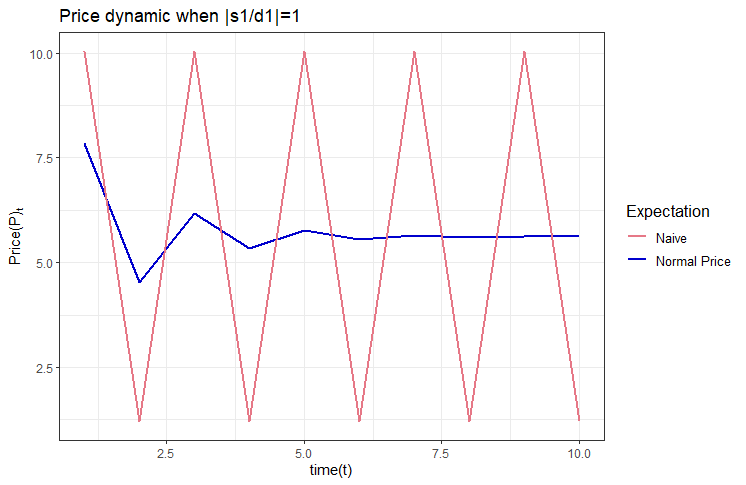 Price dynamic when |s1/d1|=1
10.0
7.5
5.0
2.5
Price(P)t
2.5
5.0
7.5
10.0
time(t)
Expectation
Naive
Normal Price